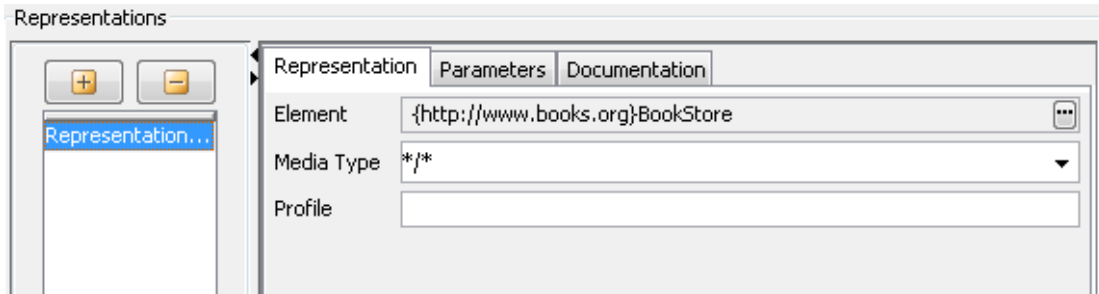 Representations
Representation...
Representation Parameters Documentation
Element {http://www.books.org}BookStore
Media Type */*
Profile